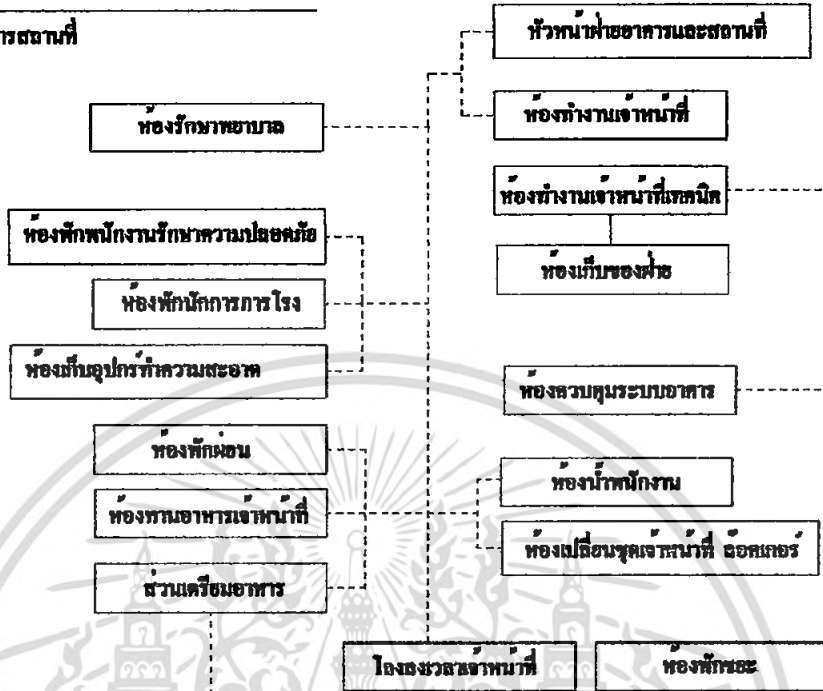 ารสถานที่
หัวหน้าฝ่ายอาคารและสถานที่
ห้องรักษาพยาบาล
ห้องทำงานเจ้าหน้าที่
ห้องทำงานเจ้าหน้าที่เทคนิค
ห้องพักพนักงานรักษาความปลอดภัย
ห้องเก็บของฝ่าย
ห้องพักนักการภารโรง
ห้องเก็บอุปกร์ทำความสะอาด
ห้องควบคุมระบบอาคาร
ห้องพักผ่อน
ห้องน้ำพนักงาน
ห้องทานอาหารเจ้าหน้าที่
ห้องเปลี่ยนชุดเจ้าหน้าที่ ล๊อคเกอร์
ส่วนเตรียมอาหาร
โถงลงเวลาเจ้าหน้าที่
ห้องพักขยะ